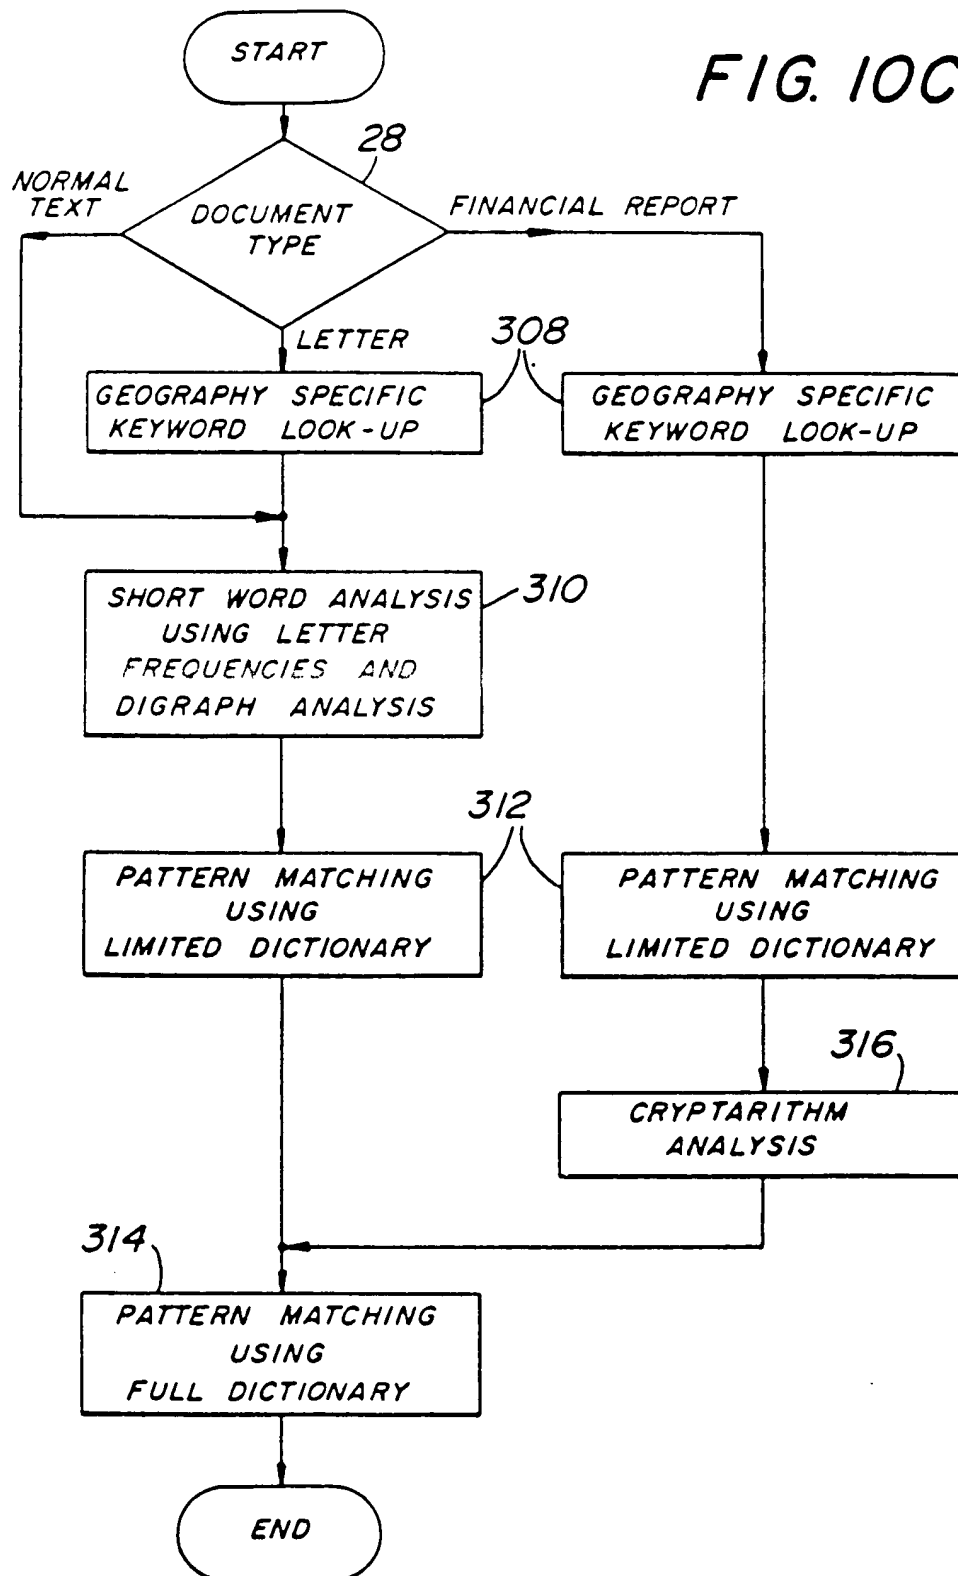 START
FIG. 10C
28
NORMAL
TEXT
DOCUMENT
TYPE
FINANCIAL REPORT
LETTER
308
GEOGRAPHY SPECIFIC
KEYWORD LOOK-UP
GEOGRAPHY SPECIFIC
KEYWORD LOOK-UP
SHORT WORD ANALYSIS
USING LETTER
FREQUENCIES AND
DIGRAPH ANALYSIS
310
312
PATTERN MATCHING
USING
LIMITED DICTIONARY
PATTERN MATCHING
USING
LIMITED DICTIONARY
316
CRYPTARITHM
ANALYSIS
314
PATTERN MATCHING
USING
FULL DICTIONARY
END